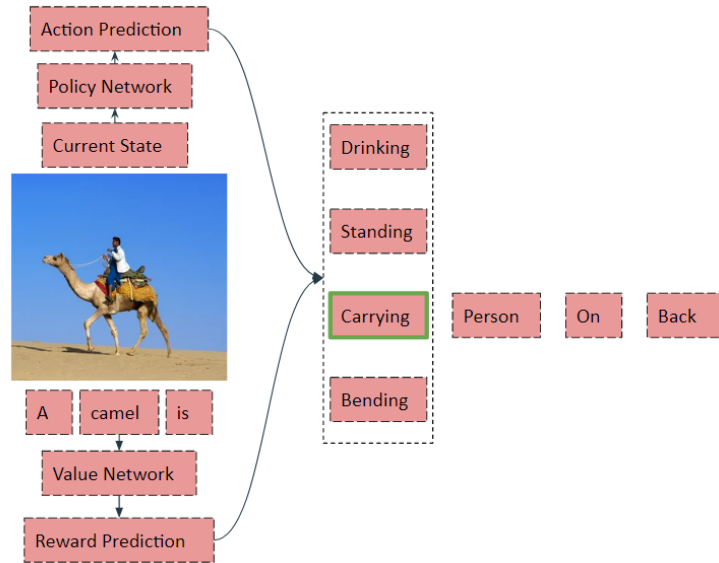 Action Prediction
Policy Network
Current State
A camel is
Value Network
Reward Prediction
Drinking
Standing
Carrying Person On Back
Bending